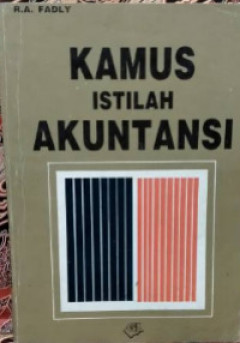 R.A. FADLY
KAMUS
ISTILAH
AKUNTANSI